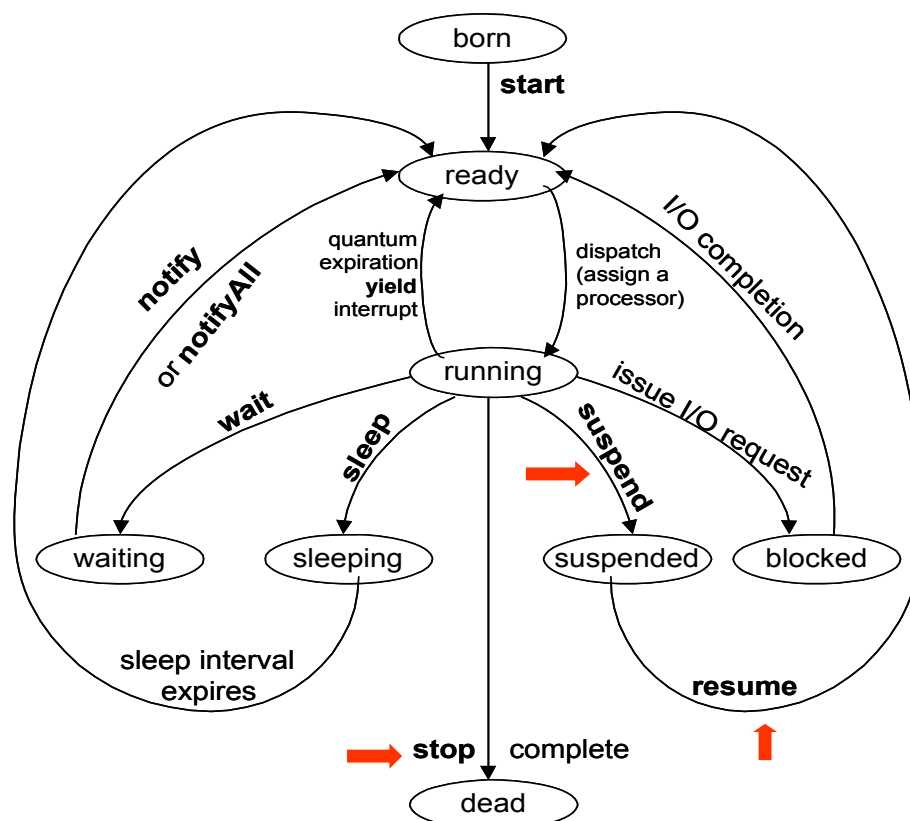 born
start
ready
quantum
expiration
yield
interrupt
dispatch
(assign a
processor)
notify
or notifyAll
I/O completion
running
wait
sleep
suspend
issue I/O request
waiting
sleeping
suspended
blocked
sleep interval
expires
resume
stop complete
dead